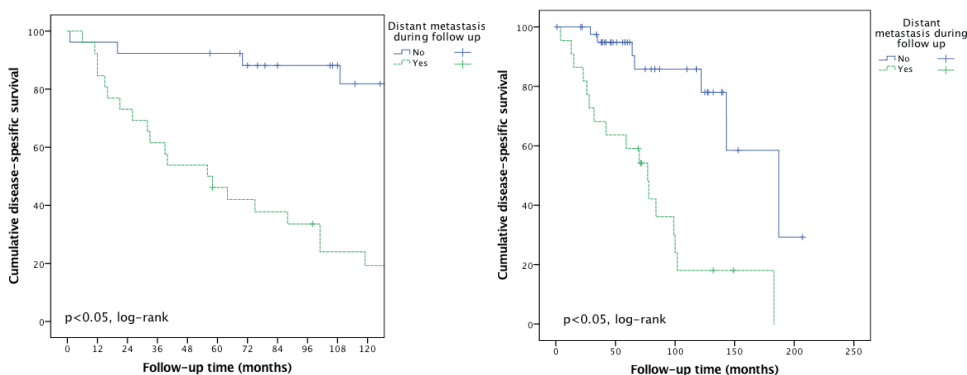 Distant metastasis
during follow up
No
Yes
100
80
60
40
20
0
Cumulative disease-spesific survival
p<0.05, log-rank
0 12 24 36 48 60 72 84 96 108 120
Follow-up time (months)
Distant
metastasis during
follow up
No
Yes
100
80
60
40
20
0
Cumulative disease-spesific survival
p<0.05, log-rank
0 50 100 150 200 250
Follow-up time (months)